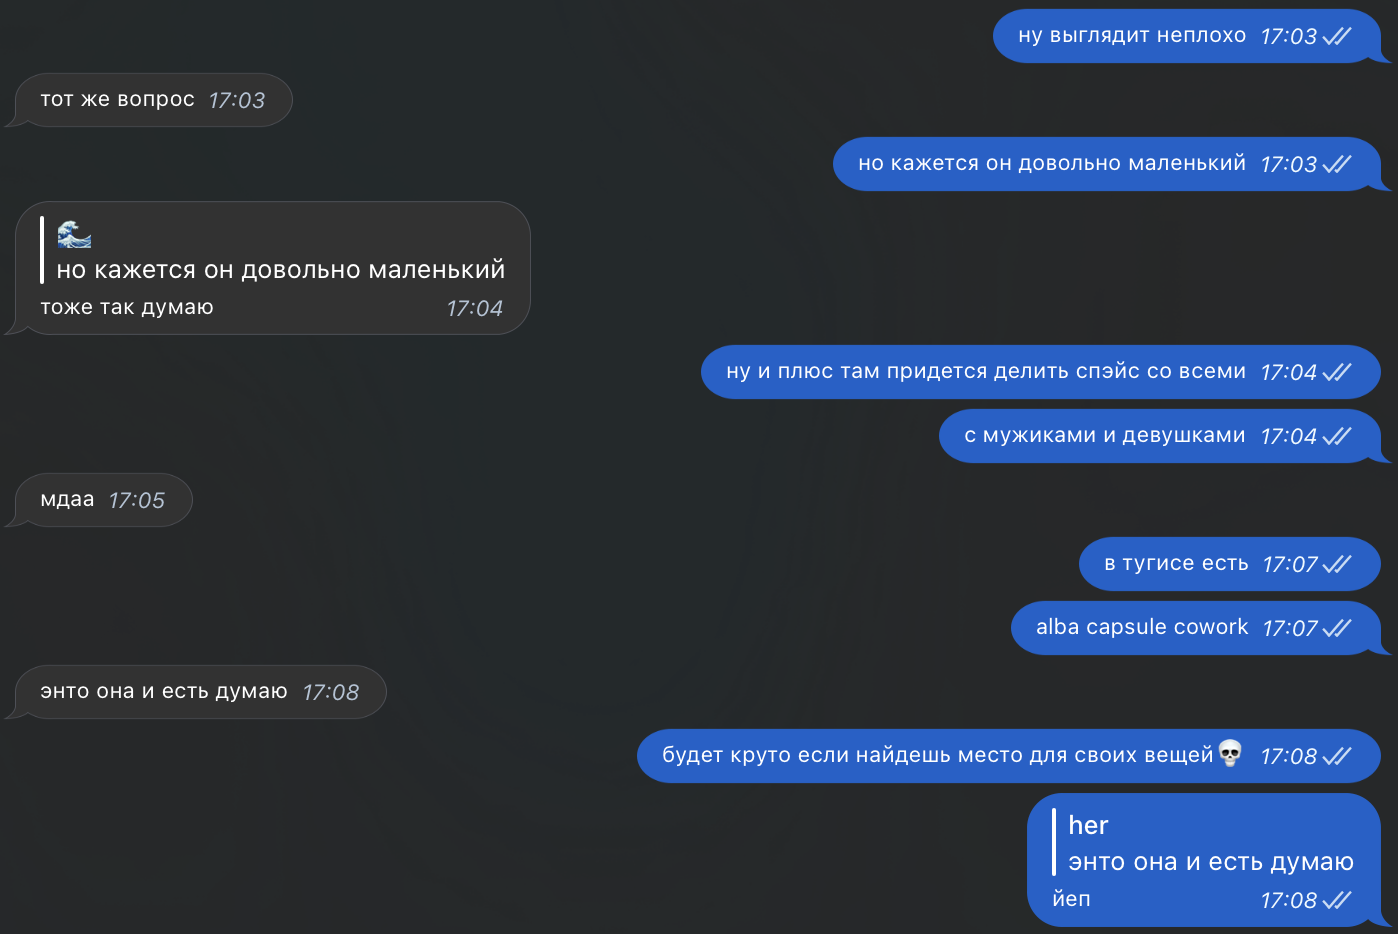 ну выглядит неплохо 17:03
тот же вопрос 17:03
но кажется он довольно маленький 17:03
🌊
но кажется он довольно маленький
тоже так думаю 17:04
ну и плюс там придется делить спэйс со всеми 17:04
с мужиками и девушками 17:04
мдаа 17:05
в тугисе есть 17:07
alba capsule cowork 17:07
энто она и есть думаю 17:08
будет круто если найдешь место для своих вещей💀 17:08
her
энто она и есть думаю
йеп 17:08